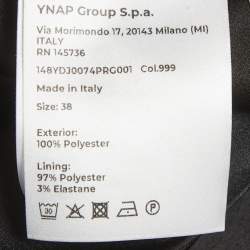 YNAP Group S.p.a.
Via Morimondo 17, 20143 Milano (MI)
ITALY
RN 145736
148YDJ0074PRG001 Col.999
Made in Italy
Size: 38
Exterior:
100% Polyester
Lining:
97% Polyester
3% Elastane
30
P